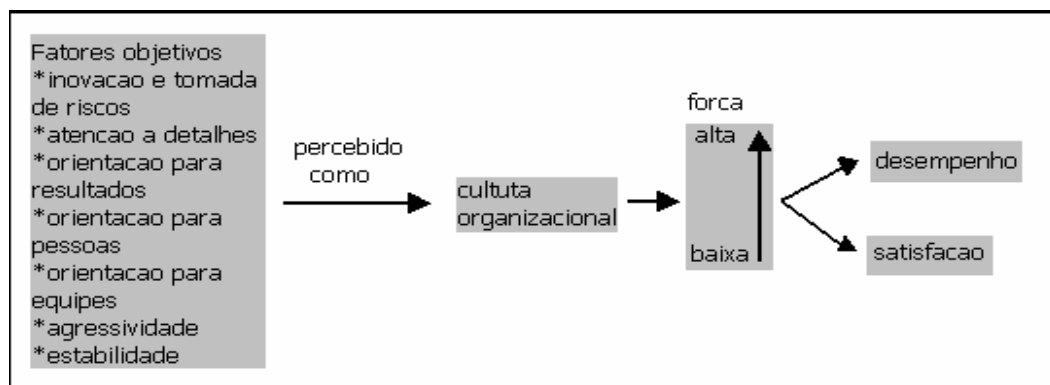 Fatores objetivos
*inovacao e tomada
de riscos
*atencao a detalhes
*orientacao para
resultados
*orientacao para
pessoas
*orientacao para
equipes
*agressividade
*estabilidade
percebido
como
cultuta
organizacional
forca
alta
baixa
desempenho
satisfacao